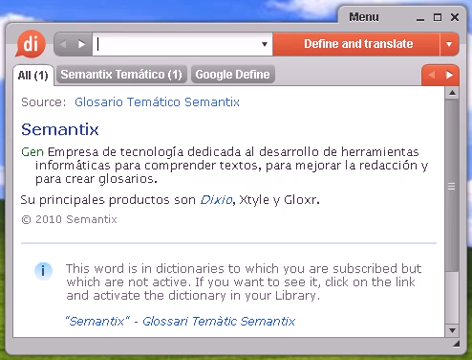 Menu
di
Define and translate
All (1)
Semantix Temático (1)
Google Define
Source: Glosario Temático Semantix
Semantix
Gen Empresa de tecnología dedicada al desarrollo de herramientas
informáticas para comprender textos, para mejorar la redacción y
para crear glosarios.
Su principales productos son Dixio, Xtyle y Gloxr.
© 2010 Semantix
i
This word is in dictionaries to which you are subscribed but
which are not active. If you want to see it, click on the link
and activate the dictionary in your Library.
"Semantix" - Glossari Temàtic Semantix